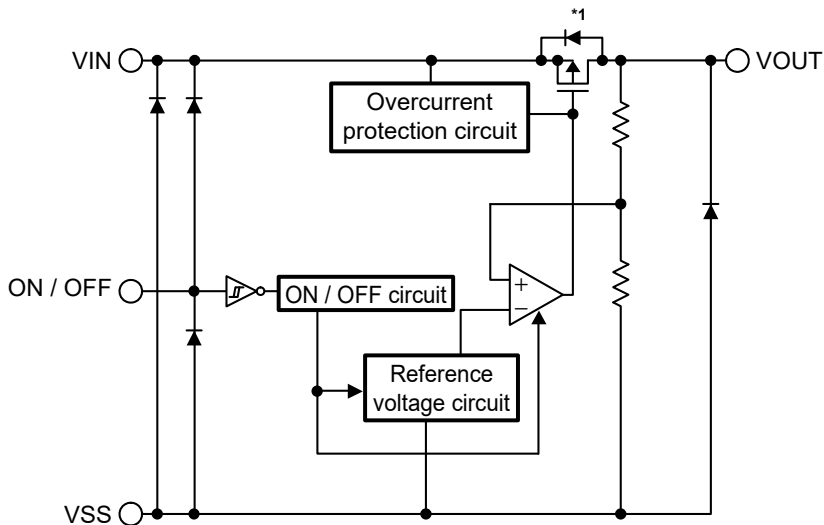 *1
VIN
VOUT
Overcurrent
protection circuit
ON / OFF
ON / OFF circuit
+
−
Reference
voltage circuit
VSS